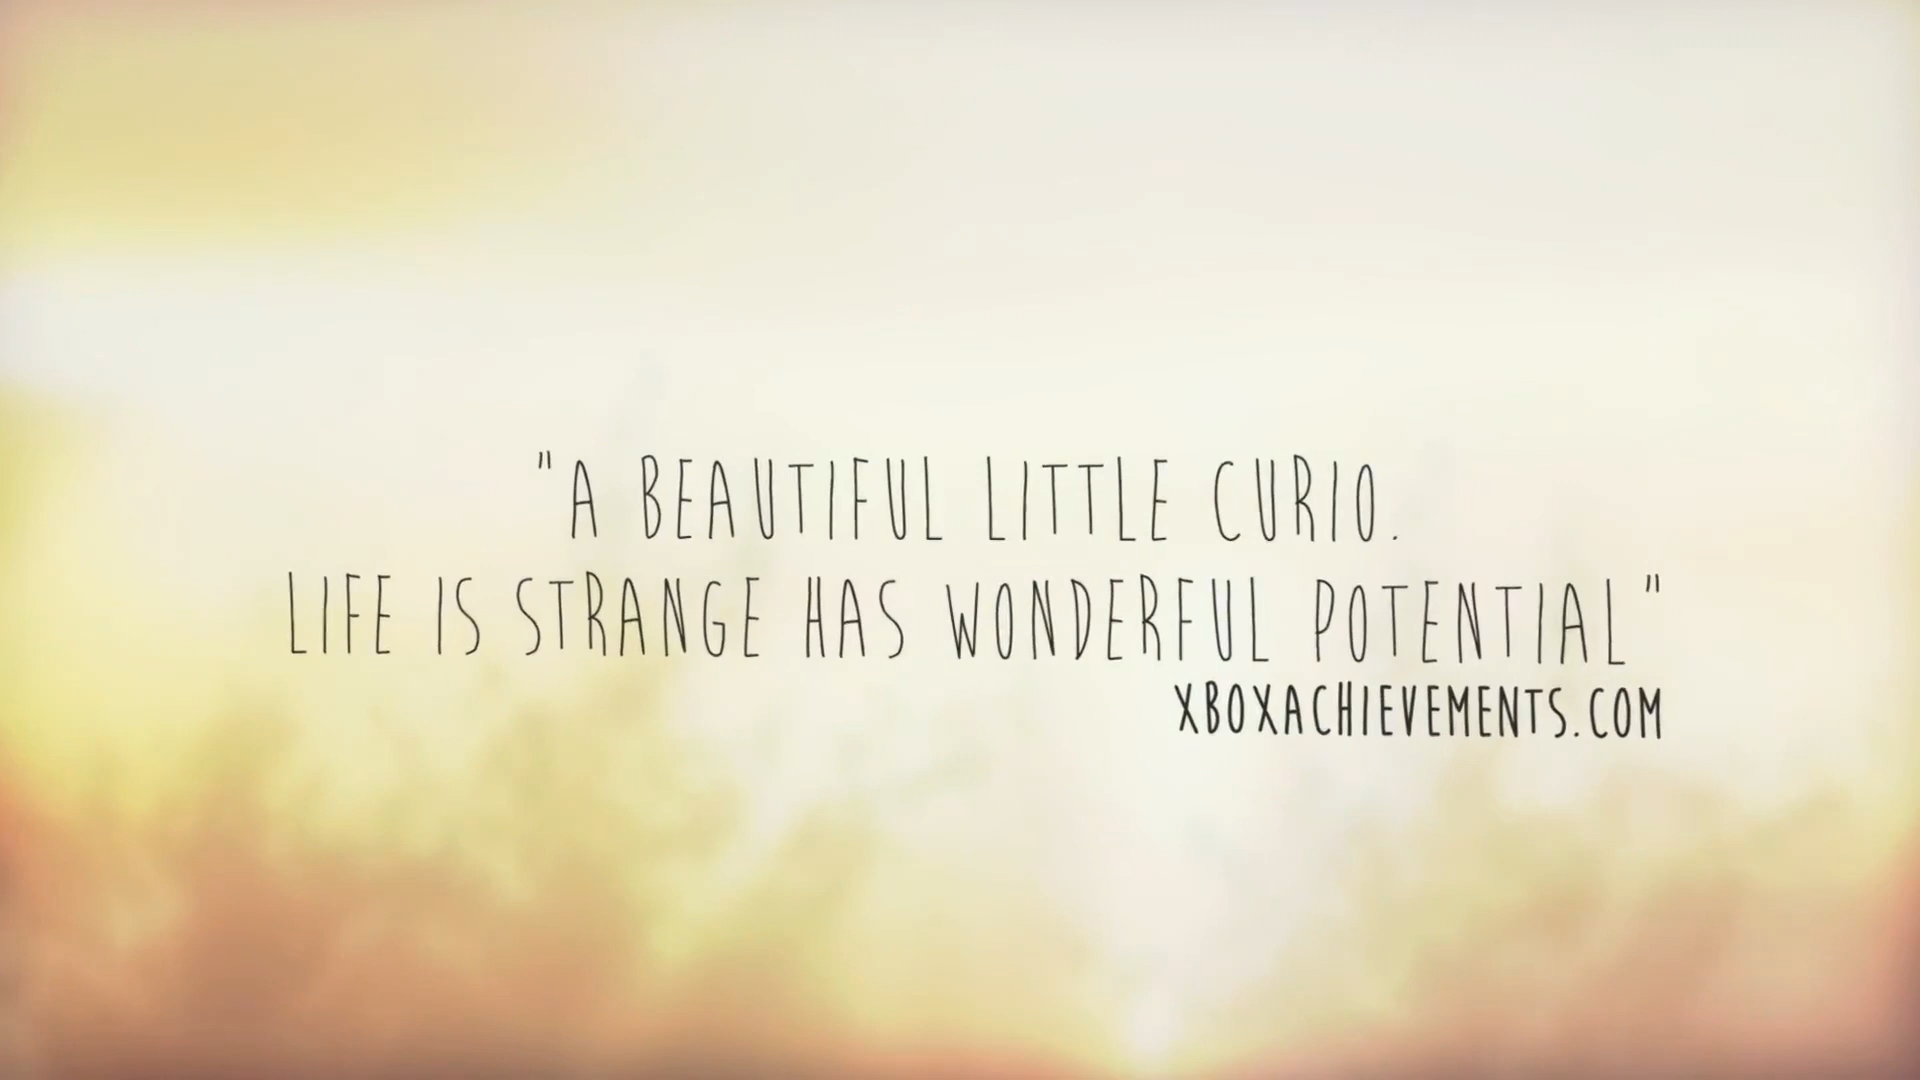 "A BEAUTIFUL LITTLE CURIO.
LIFE IS STRANGE HAS WONDERFUL POTENTIAL"
XBOXACHIEVEMENTS.COM